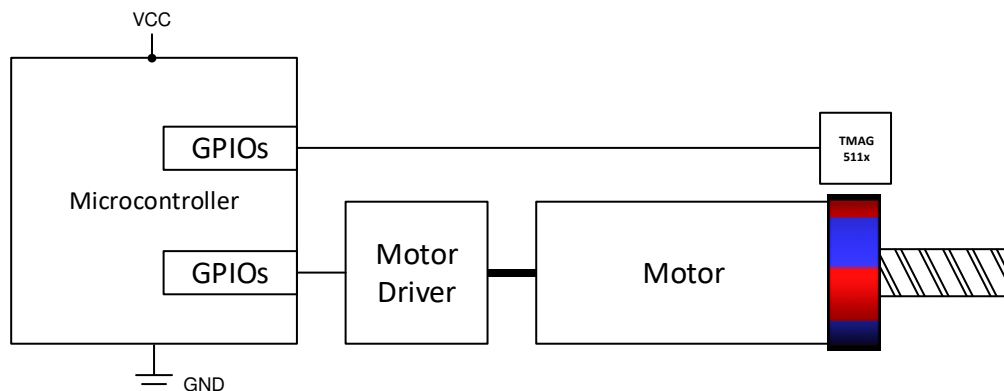 VCC
GPIOs
TMAG
511x
Microcontroller
GPIOs
Motor
Driver
Motor
GND